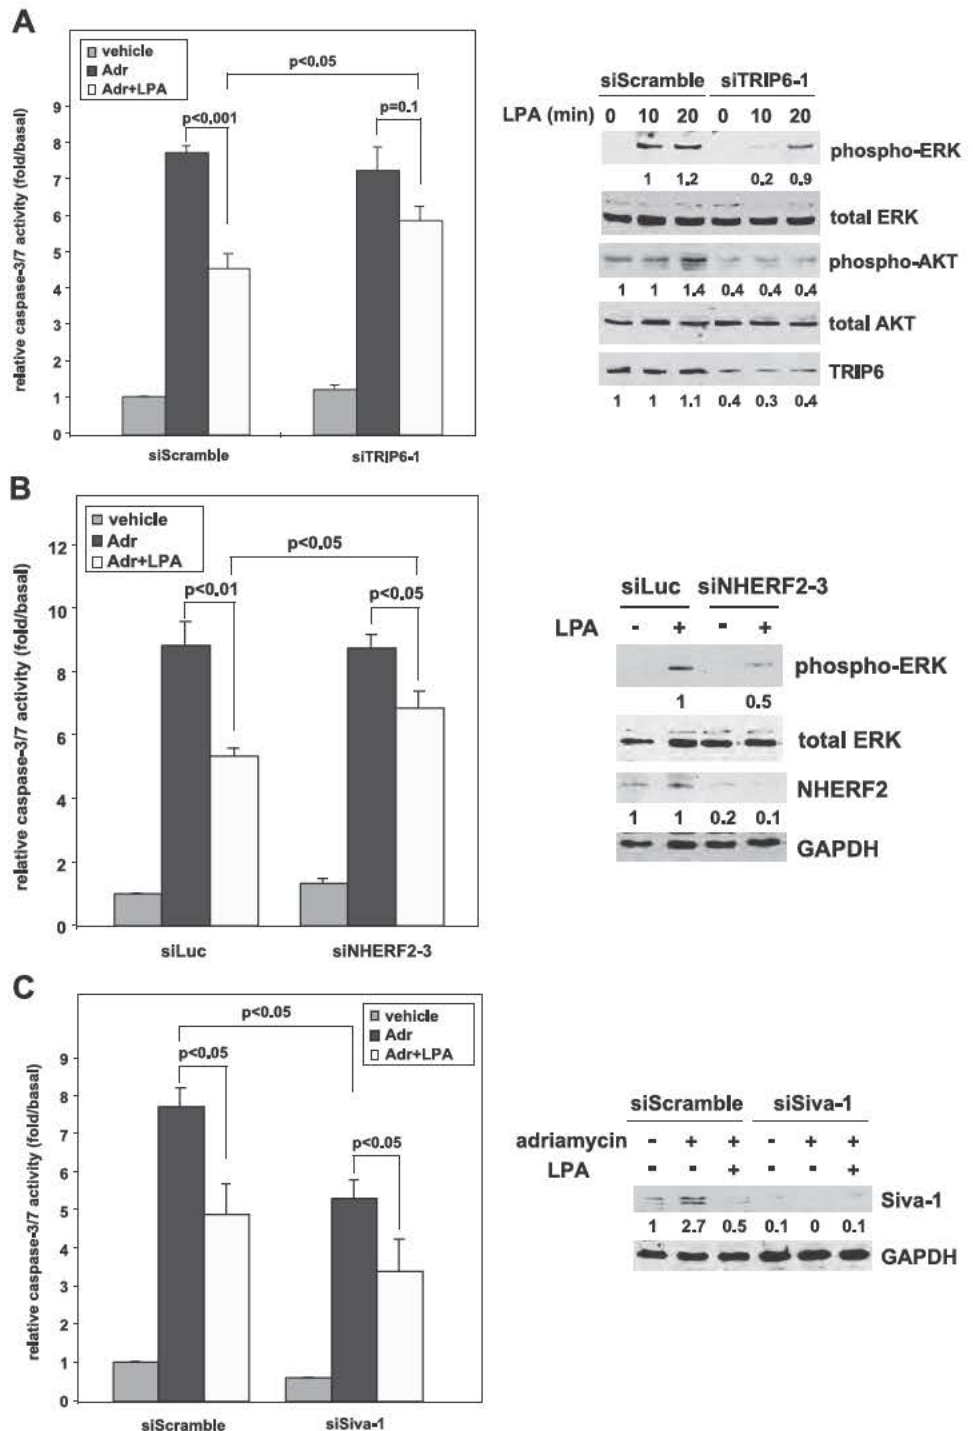 A
vehicle
Adr
Adr+LPA
p<0.05
p<0.001
p=0.1
relative caspase-3/7 activity (fold/basal)
9
8
7
6
5
4
3
2
1
0
siScramble siTRIP6-1
siScramble siTRIP6-1
LPA (min) 0 10 20 0 10 20
phospho-ERK
1 1.2 0.2 0.9
total ERK
phospho-AKT
1 1 1.4 0.4 0.4 0.4
total AKT
TRIP6
1 1 1.1 0.4 0.3 0.4
B
vehicle
Adr
Adr+LPA
p<0.05
p<0.01
p<0.05
relative caspase-3/7 activity (fold/basal)
12
10
8
6
4
2
0
siLuc siNHERF2-3
siLuc siNHERF2-3
LPA - + - +
phospho-ERK
1 0.5
total ERK
NHERF2
1 1 0.2 0.1
GAPDH
C
vehicle
Adr
Adr+LPA
p<0.05
p<0.05
p<0.05
relative caspase-3/7 activity (fold/basal)
9
8
7
6
5
4
3
2
1
0
siScramble siSiva-1
siScramble siSiva-1
adriamycin - + + - + +
LPA - - + - - +
Siva-1
1 2.7 0.5 0.1 0 0.1
GAPDH